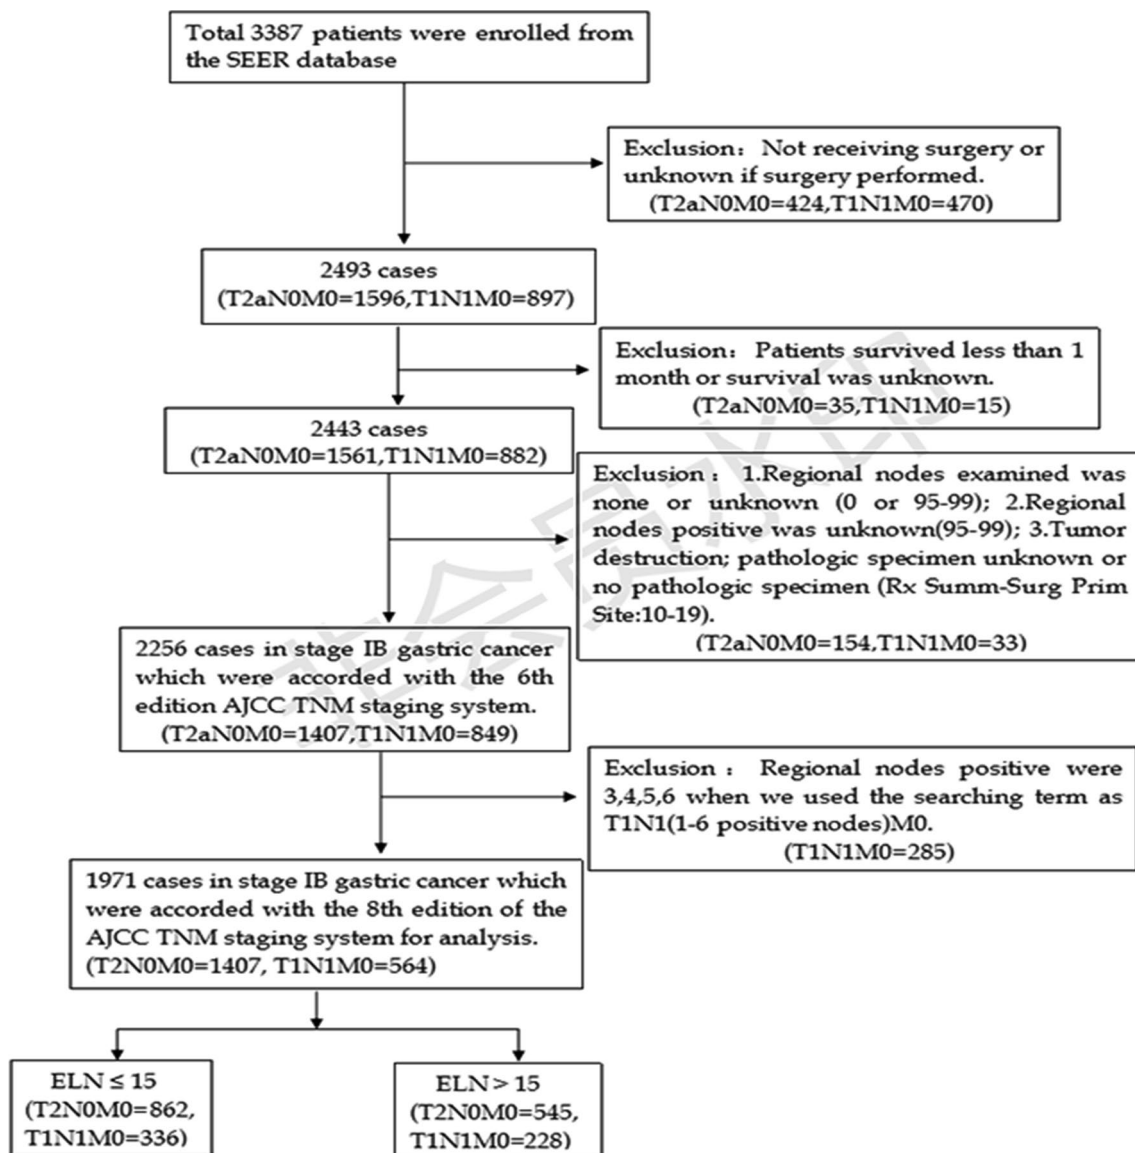 Total 3387 patients were enrolled from
the SEER database
Exclusion：Not receiving surgery or
unknown if surgery performed.
(T2aN0M0=424,T1N1M0=470)
2493 cases
(T2aN0M0=1596,T1N1M0=897)
Exclusion：Patients survived less than 1
month or survival was unknown.
(T2aN0M0=35,T1N1M0=15)
2443 cases
(T2aN0M0=1561,T1N1M0=882)
Exclusion：1.Regional nodes examined was
none or unknown (0 or 95-99); 2.Regional
nodes positive was unknown(95-99); 3.Tumor
destruction; pathologic specimen unknown or
no pathologic specimen (Rx Summ-Surg Prim
Site:10-19).
(T2aN0M0=154,T1N1M0=33)
2256 cases in stage IB gastric cancer
which were accorded with the 6th
edition AJCC TNM staging system.
(T2aN0M0=1407,T1N1M0=849)
Exclusion：Regional nodes positive were
3,4,5,6 when we used the searching term as
T1N1(1-6 positive nodes)M0.
(T1N1M0=285)
1971 cases in stage IB gastric cancer which
were accorded with the 8th edition of the
AJCC TNM staging system for analysis.
(T2N0M0=1407, T1N1M0=564)
ELN ≤ 15
(T2N0M0=862,
T1N1M0=336)
ELN > 15
(T2N0M0=545,
T1N1M0=228)
非会员水印